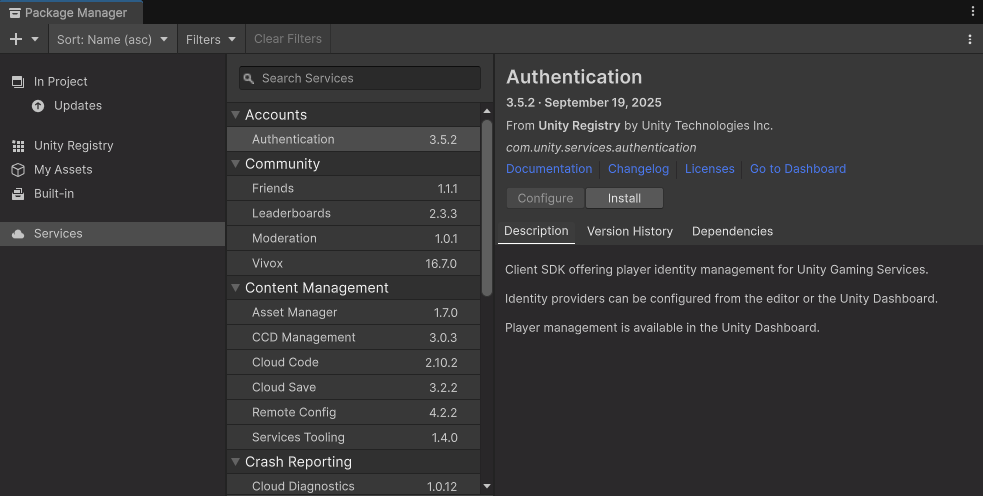 Package Manager
Sort: Name (asc) Filters Clear Filters
In Project
Updates
Unity Registry
My Assets
Built-in
Services
Search Services
Accounts
Authentication 3.5.2
Community
Friends 1.1.1
Leaderboards 2.3.3
Moderation 1.0.1
Vivox 16.7.0
Content Management
Asset Manager 1.7.0
CCD Management 3.0.3
Cloud Code 2.10.2
Cloud Save 3.2.2
Remote Config 4.2.2
Services Tooling 1.4.0
Crash Reporting
Cloud Diagnostics 1.0.12
Authentication
3.5.2 · September 19, 2025
From Unity Registry by Unity Technologies Inc.
com.unity.services.authentication
Documentation Changelog Licenses Go to Dashboard
Configure Install
Description Version History Dependencies
Client SDK offering player identity management for Unity Gaming Services.
Identity providers can be configured from the editor or the Unity Dashboard.
Player management is available in the Unity Dashboard.